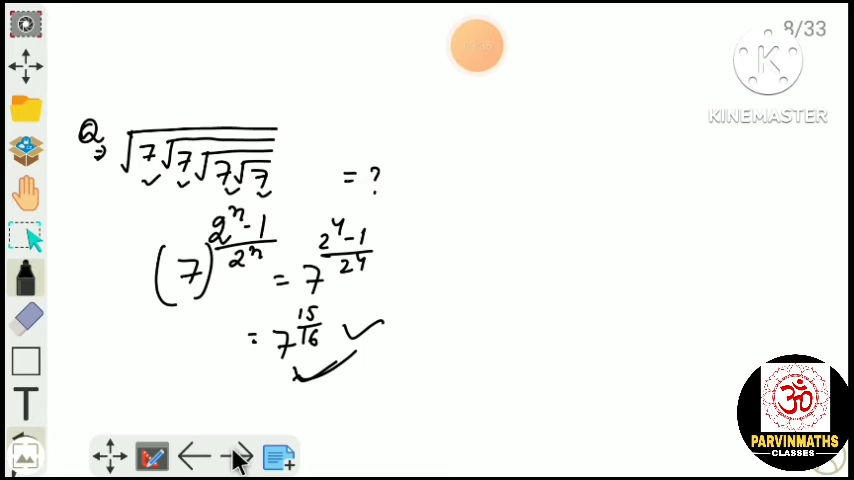 8/33
KINEMASTER
Q ⇒ √7√7√7√7 = ?
(7)^(2^n-1)/2^n = 7^(2^4-1)/2^4
= 7^15/16 ✓
T
ॐ
PARVINMATHS
CLASSES